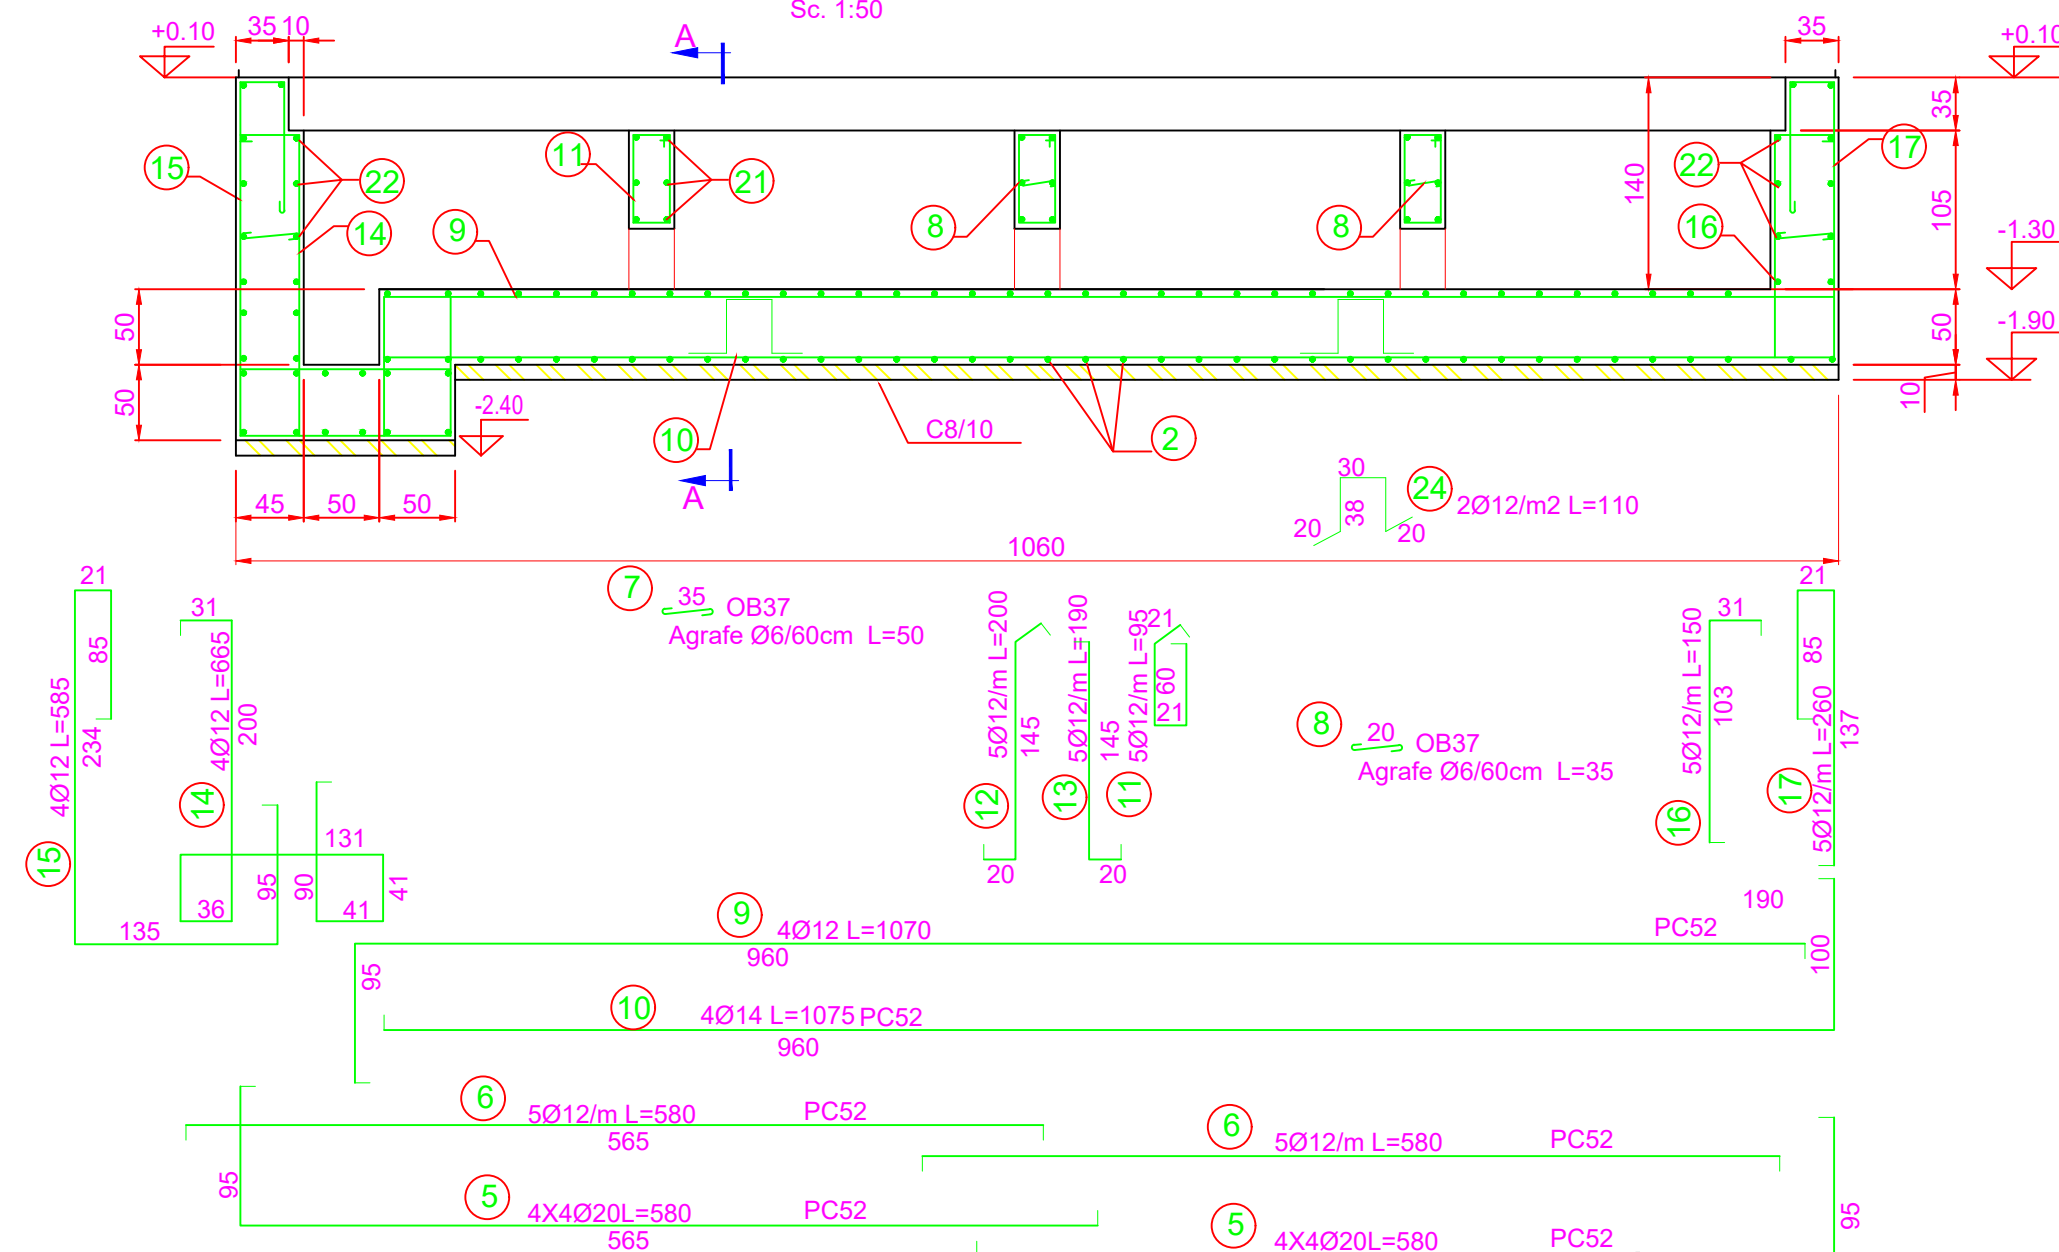 Sc. 1:50
+0.10
35 10
A
35
+0.10
35
15
11
22
21
8
8
22
17
140
105
9
14
16
-1.30
50
50
-1.90
50
10
-2.40
C8/10
10
2
A
45 50 50
30
24
2Ø12/m2 L=110
38
20
20
1060
21
31
7
35
OB37
Agrafe Ø6/60cm L=50
85
4Ø12 L=585
234
4Ø12 L=665
200
5Ø12/m L=200
145
5Ø12/m L=190
145
5Ø12/m L=95
21
60
21
8
20
OB37
Agrafe Ø6/60cm L=35
31
5Ø12/m L=150
103
21
85
5Ø12/m L=260
137
15
14
12
13
11
16
17
131
36
95
90
41
41
135
20
20
9
4Ø12 L=1070
PC52
190
960
95
100
10
4Ø14 L=1075 PC52
960
6
5Ø12/m L=580
PC52
565
6
5Ø12/m L=580
PC52
95
5
4X4Ø20L=580
PC52
565
5
4X4Ø20L=580
PC52
95